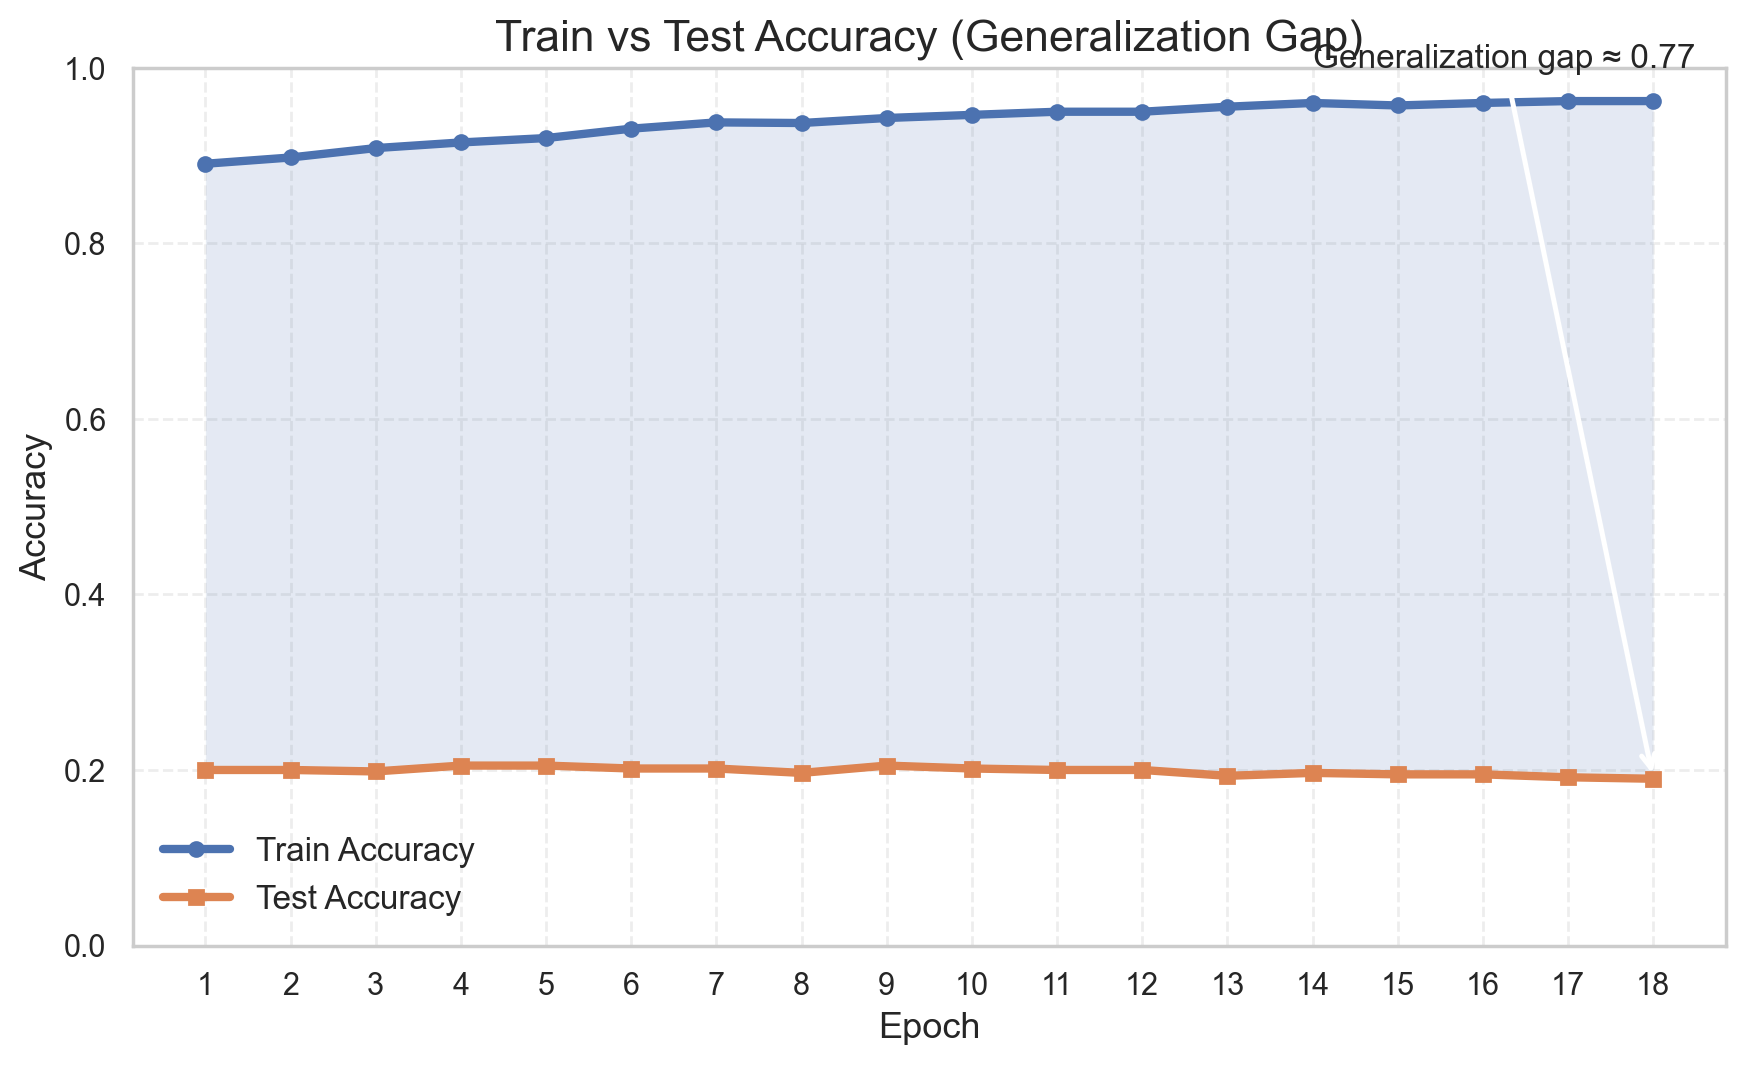 Train vs Test Accuracy (Generalization Gap)
Generalization gap ≈ 0.77
1.0
0.8
0.6
0.4
0.2
0.0
Accuracy
Train Accuracy
Test Accuracy
1 2 3 4 5 6 7 8 9 10 11 12 13 14 15 16 17 18
Epoch